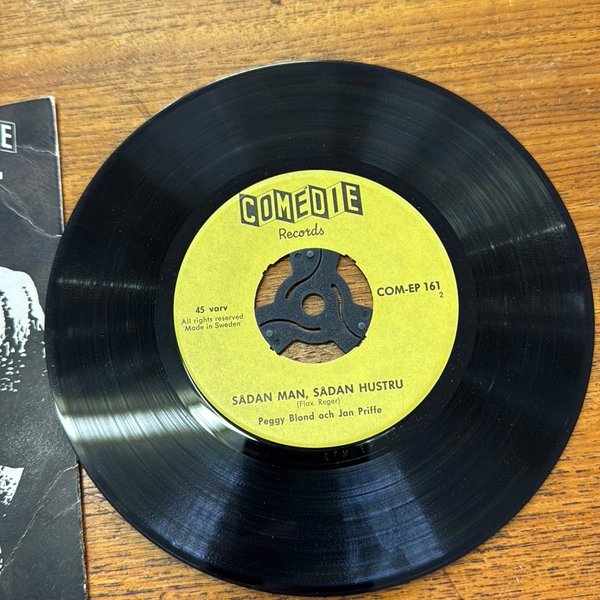 COMEDIE
Records
COM-EP 161
2
45 varv
All rights reserved
Made in Sweden
SÅDAN MAN, SÅDAN HUSTRU
(Flax Reger)
Peggy Blond och Jan Priffe